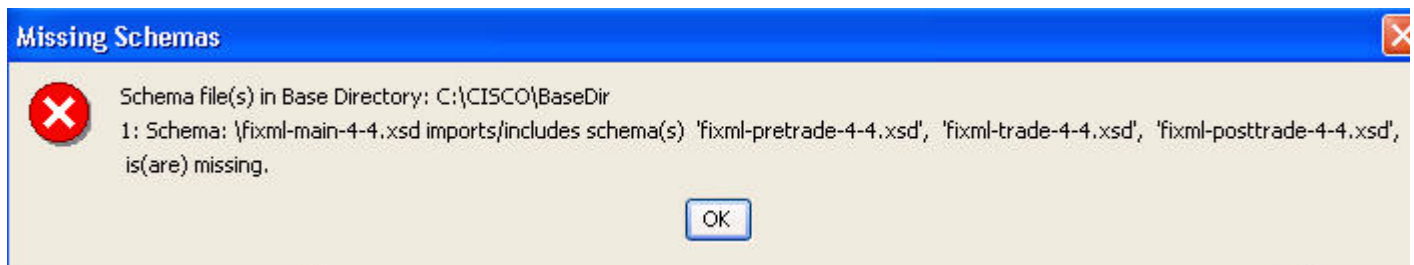 Missing Schemas
Schema file(s) in Base Directory: C:\CISCO\BaseDir
1: Schema: \fixml-main-4-4.xsd imports/includes schema(s) 'fixml-pretrade-4-4.xsd', 'fixml-trade-4-4.xsd', 'fixml-posttrade-4-4.xsd',
is(are) missing.
OK